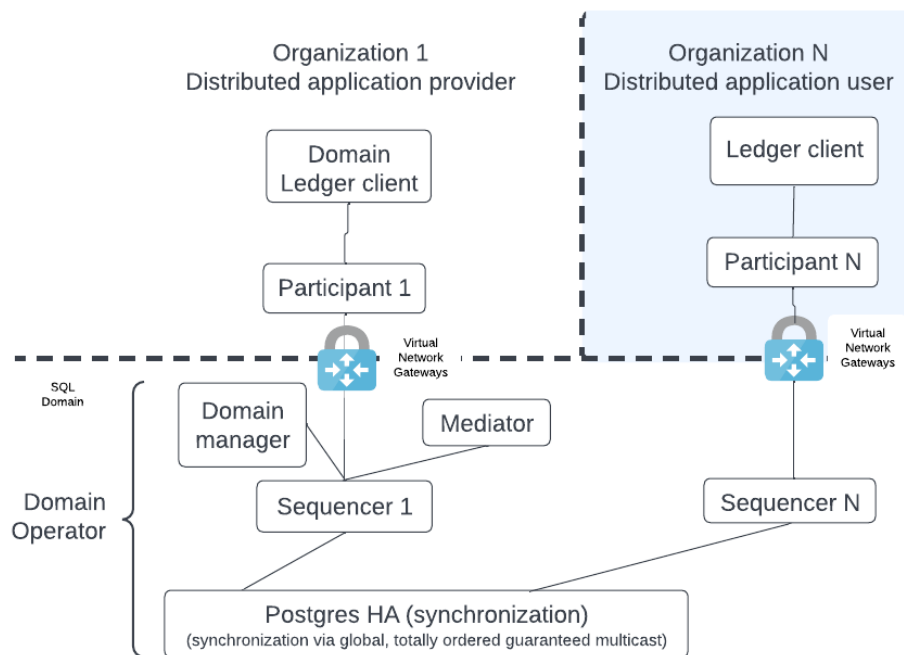 Organization 1
Distributed application provider
Organization N
Distributed application user
Domain
Ledger client
Ledger client
Participant 1
Participant N
Virtual
Network
Gateways
Virtual
Network
Gateways
SQL
Domain
Domain
manager
Mediator
Domain
Operator
Sequencer 1
Sequencer N
Postgres HA (synchronization)
(synchronization via global, totally ordered guaranteed multicast)